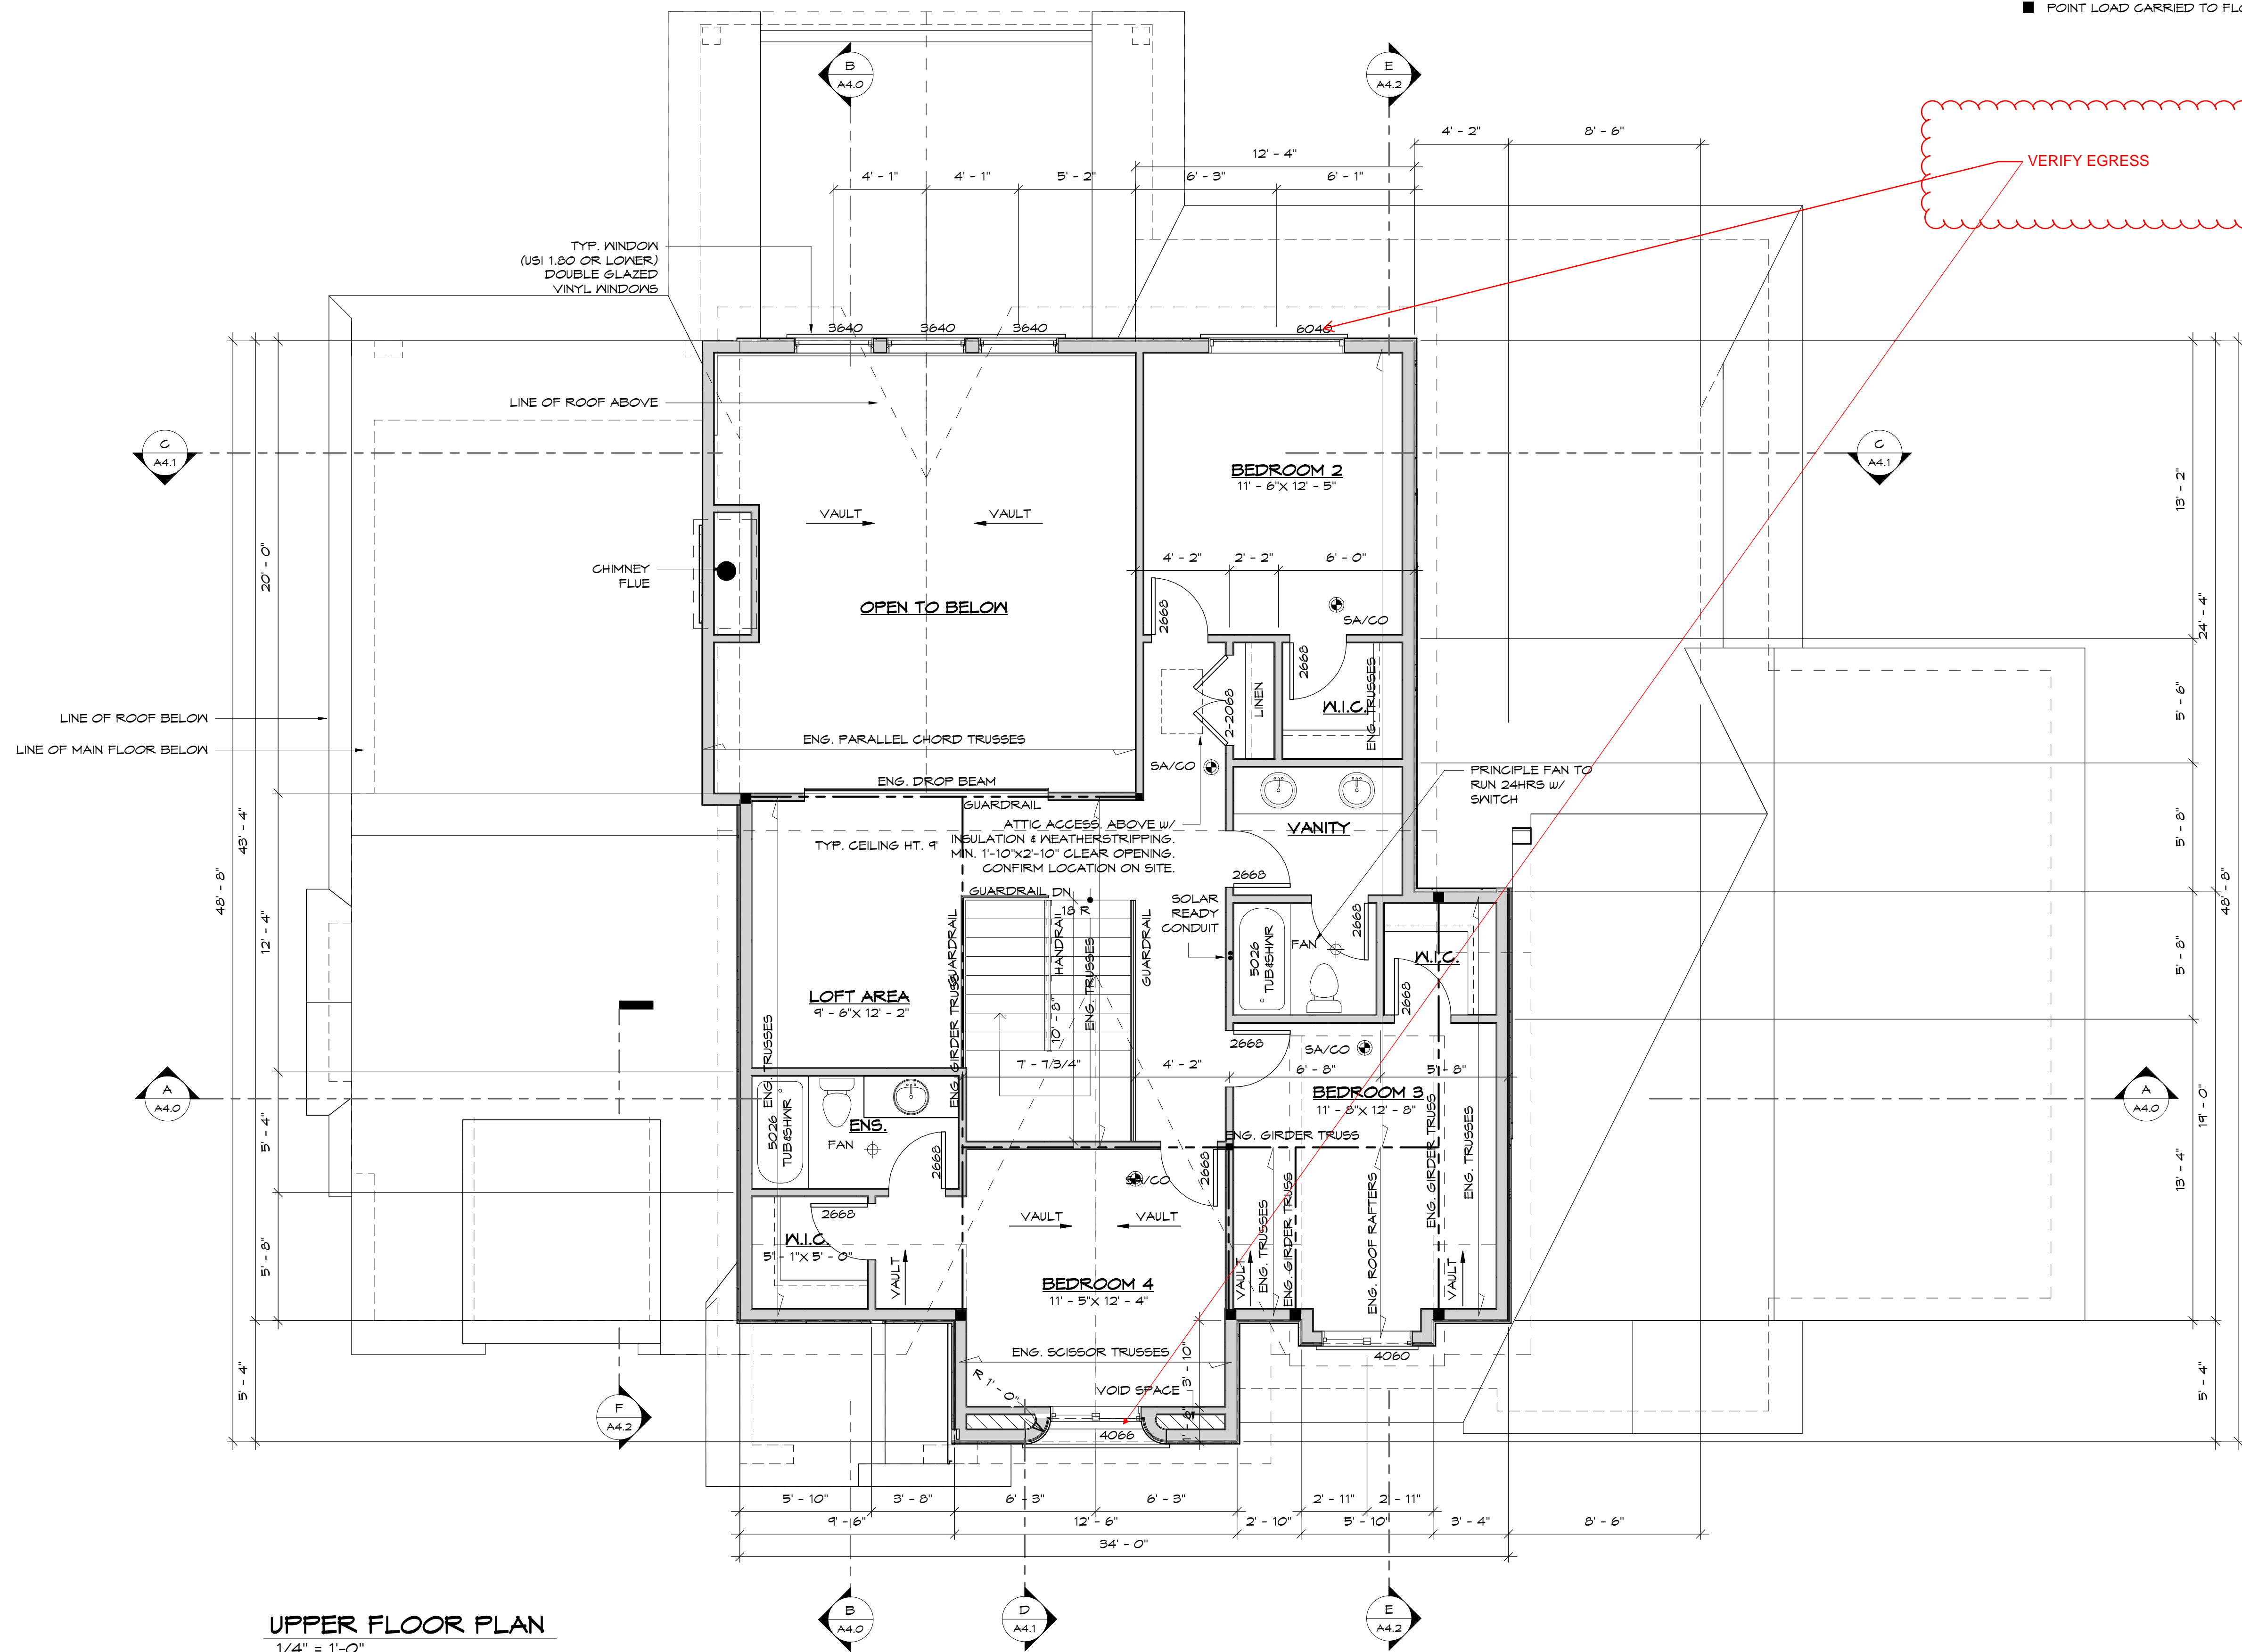 POINT LOAD CARRIED TO
B
A4.0
E
A4.2
4' - 2"
8' - 6"
12' - 4"
4' - 1"
4' - 1"
5' - 2"
6' - 3"
6' - 1"
VERIFY EGRESS
TYP. WINDOW
(USI 1.80 OR LOWER)
DOUBLE GLAZED
VINYL WINDOWS
3640
3640
3640
LINE OF ROOF ABOVE
C
A4.1
C
A4.1
BEDROOM 2
11' - 6"x 12' - 5"
13' - 2"
VAULT
VAULT
20' - 0"
CHIMNEY
FLUE
4' - 2"
2' - 2"
6' - 0"
OPEN TO BELOW
2668
SA/CO
24' - 4"
2668
LINEN
2-2068
W.I.C.
ENG. TRUSSES
5' - 6"
LINE OF ROOF BELOW
LINE OF MAIN FLOOR BELOW
ENG. PARALLEL CHORD TRUSSES
SA/CO
ENG. DROP BEAM
PRINCIPLE FAN TO
RUN 24HRS w/
SWITCH
GUARDRAIL
ATTIC ACCESS ABOVE w/
INSULATION & WEATHERSTRIPPING.
MIN. 1'-10"x2'-10" CLEAR OPENING.
CONFIRM LOCATION ON SITE.
VANITY
TYP. CEILING HT. 9'
43' - 4"
48' - 8"
5' - 8"
48' - 8"
2668
GUARDRAIL
DN
18 R
SOLAR
READY
CONDUIT
12' - 4"
GUARDRAIL
HANDRAIL
ENG. TRUSSES
GUARDRAIL
2668
FAN
5026
TUB&SHWR
W.I.C.
5' - 8"
LOFT AREA
9' - 6"x 12' - 2"
2668
10' - 8"
ENG. TRUSSES
ENG. GIRDER TRUSS
2668
SA/CO
7' - 7/3/4"
4' - 2"
6' - 8"
5' - 8"
BEDROOM 3
11' - 8"x 12' - 8"
A
A4.0
A
A4.0
19' - 0"
5' - 4"
5026
TUB&SHWR
ENS.
FAN
2668
ENG. GIRDER TRUSS
ENG. GIRDER TRUSS
ENG. TRUSSES
SA/CO
2668
13' - 4"
VAULT
VAULT
2668
W.I.C.
5' - 1"x 5' - 0"
5' - 8"
VAULT
BEDROOM 4
11' - 5"x 12' - 4"
VAULT
ENG. TRUSSES
ENG. GIRDER TRUSS
ENG. ROOF RAFTERS
VAULT
ENG. SCISSOR TRUSSES
3' - 10"
4060
R 1' - 0"
VOID SPACE
5' - 4"
5' - 4"
F
A4.2
4066
5' - 10"
3' - 8"
6' - 3"
6' - 3"
2' - 11"
2' - 11"
9' - 6"
12' - 6"
2' - 10"
5' - 10"
3' - 4"
8' - 6"
34' - 0"
B
A4.0
D
A4.1
E
A4.2
UPPER FLOOR PLAN
1/4" = 1'-0"